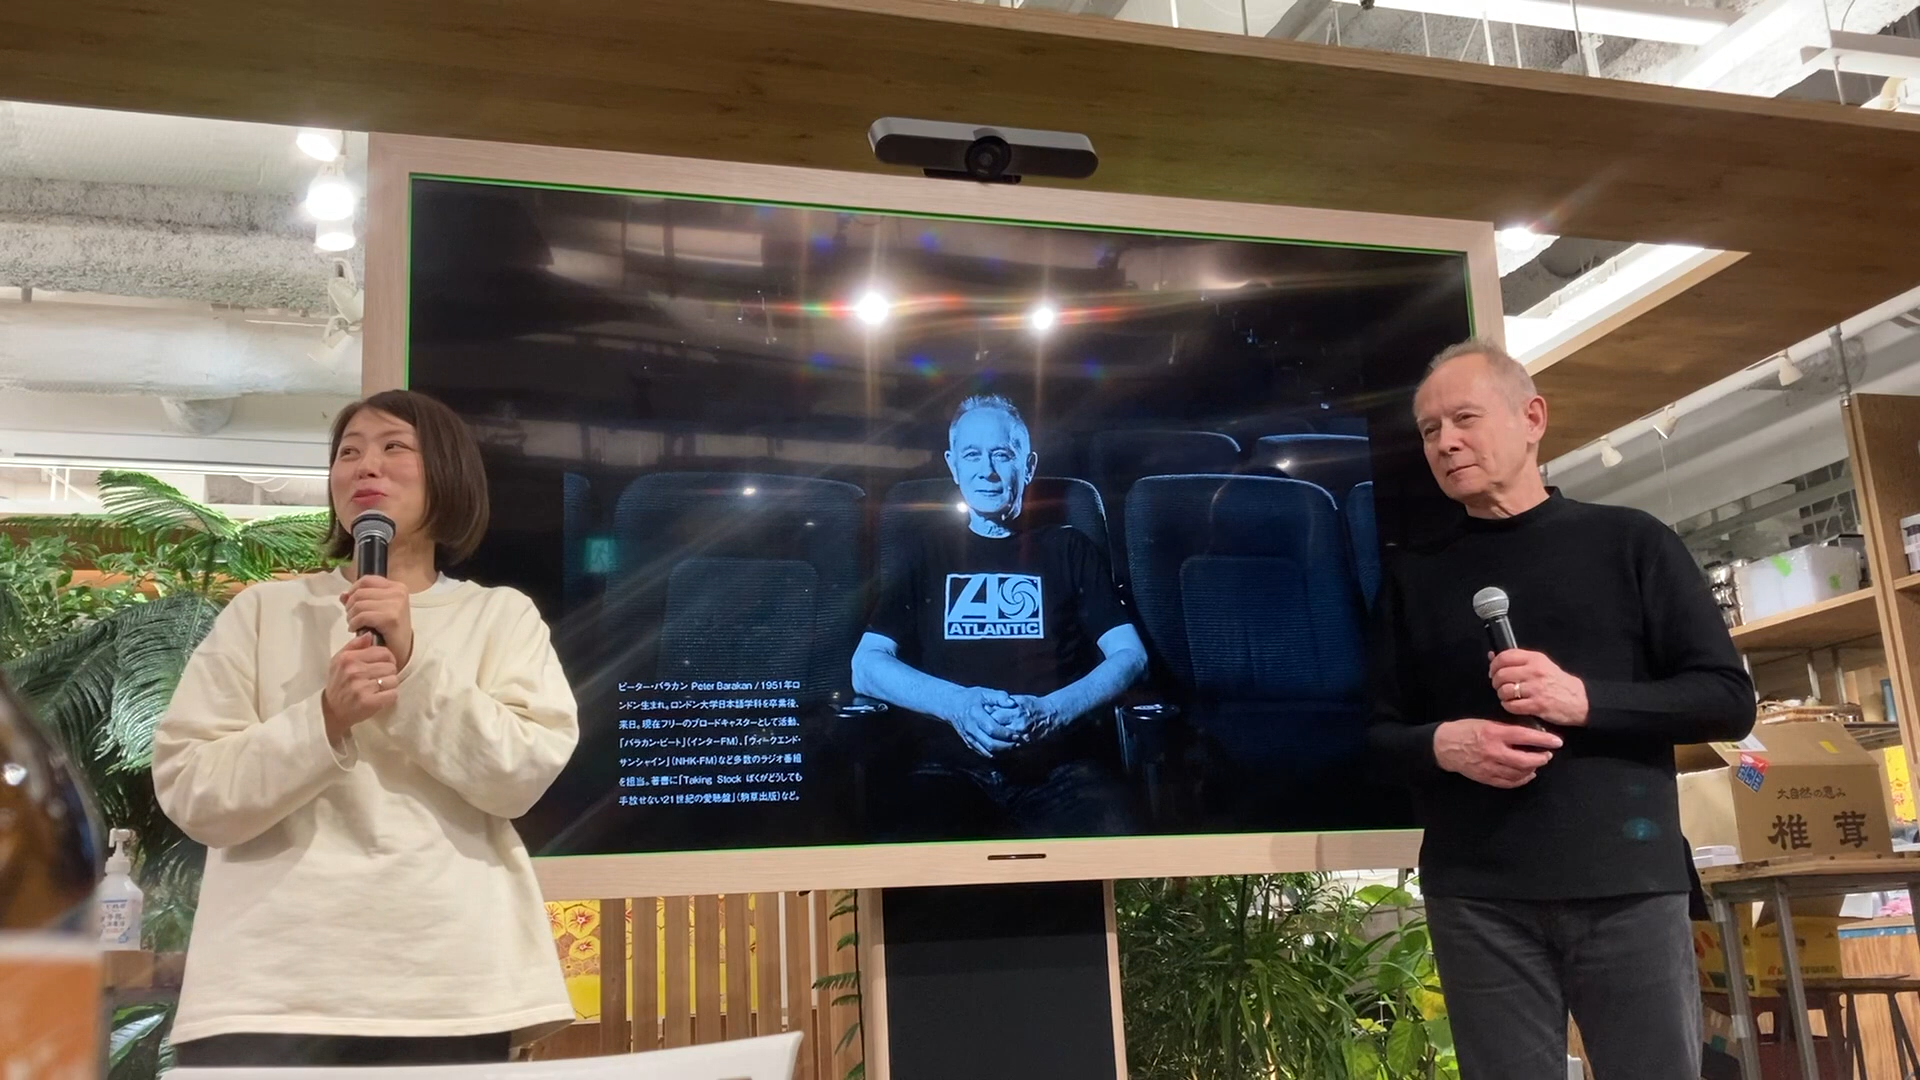 ATLANTIC
ピーター・バラカン Peter Barakan / 1951年ロ
ンドン生まれ。ロンドン大学日本語学科を卒業後、
来日。現在フリーのブロードキャスターとして活動、
「バラカン・ビート」(インターFM)、「ウィークエンド・
サンシャイン」(NHK-FM)など多数のラジオ番組
を担当。著書に『Taking Stock ぼくがどうしても
手放せない21世紀の愛聴盤』(駒草出版)など。
大自然の恵み
椎茸